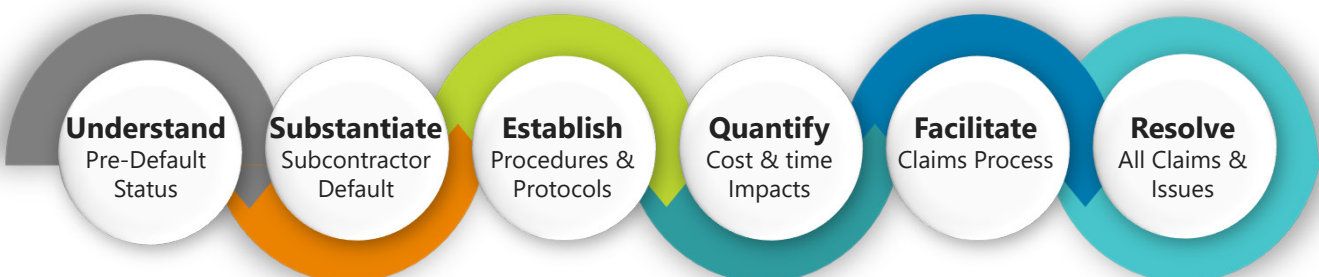 Understand
Pre-Default
Status
Substantiate
Subcontractor
Default
Establish
Procedures &
Protocols
Quantify
Cost & time
Impacts
Facilitate
Claims Process
Resolve
All Claims &
Issues